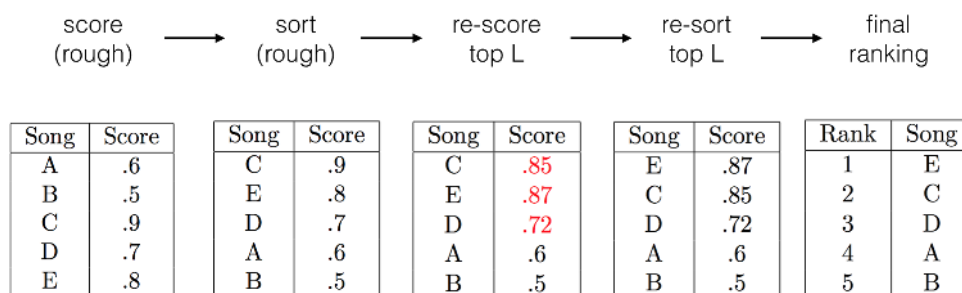 score (rough) → sort (rough) → re-score top L → re-sort top L → final ranking
Song Score
A .6
B .5
C .9
D .7
E .8
Song Score
C .9
E .8
D .7
A .6
B .5
Song Score
C .85
E .87
D .72
A .6
B .5
Song Score
E .87
C .85
D .72
A .6
B .5
Rank Song
1 E
2 C
3 D
4 A
5 B